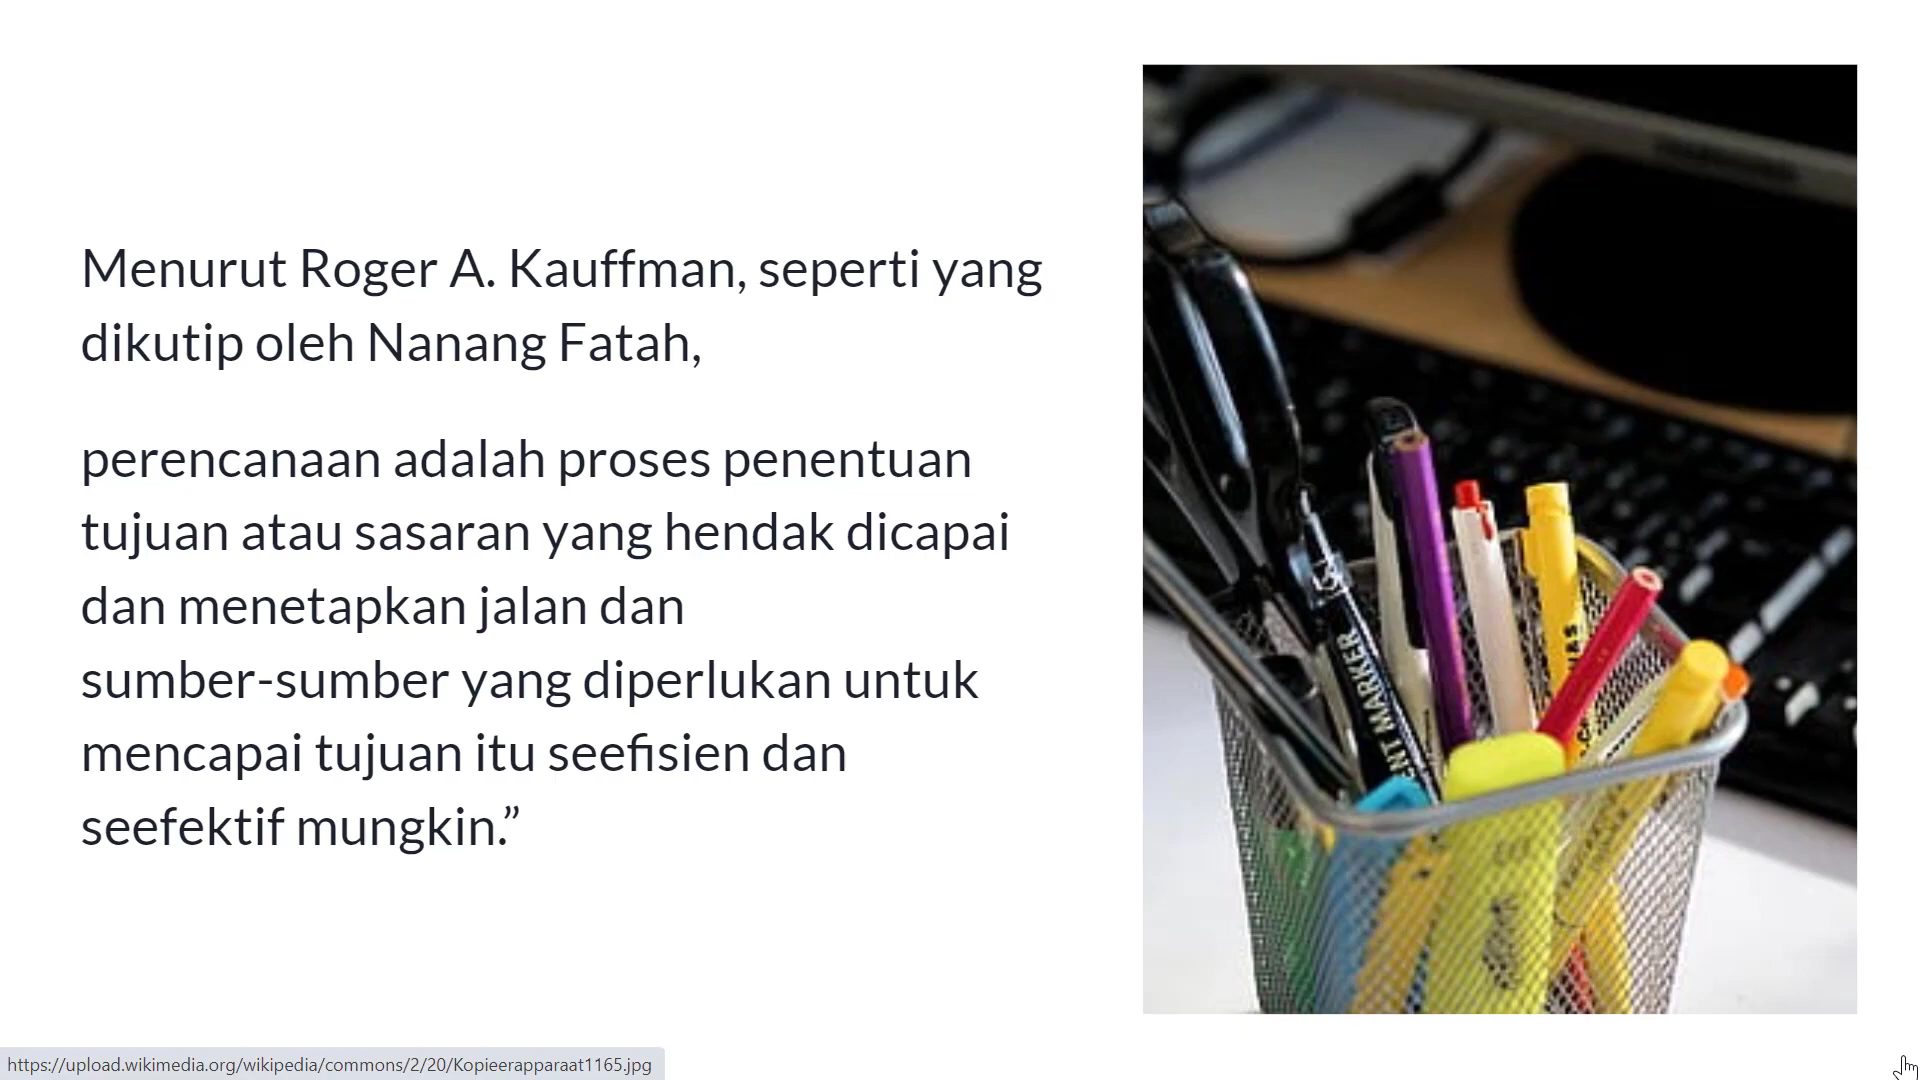 Menurut Roger A. Kauffman, seperti yang
dikutip oleh Nanang Fatah,
perencanaan adalah proses penentuan
tujuan atau sasaran yang hendak dicapai
dan menetapkan jalan dan
sumber-sumber yang diperlukan untuk
mencapai tujuan itu seefisien dan
seefektif mungkin.”
MARKER
https://upload.wikimedia.org/wikipedia/commons/2/20/Kopieerapparaat1165.jpg